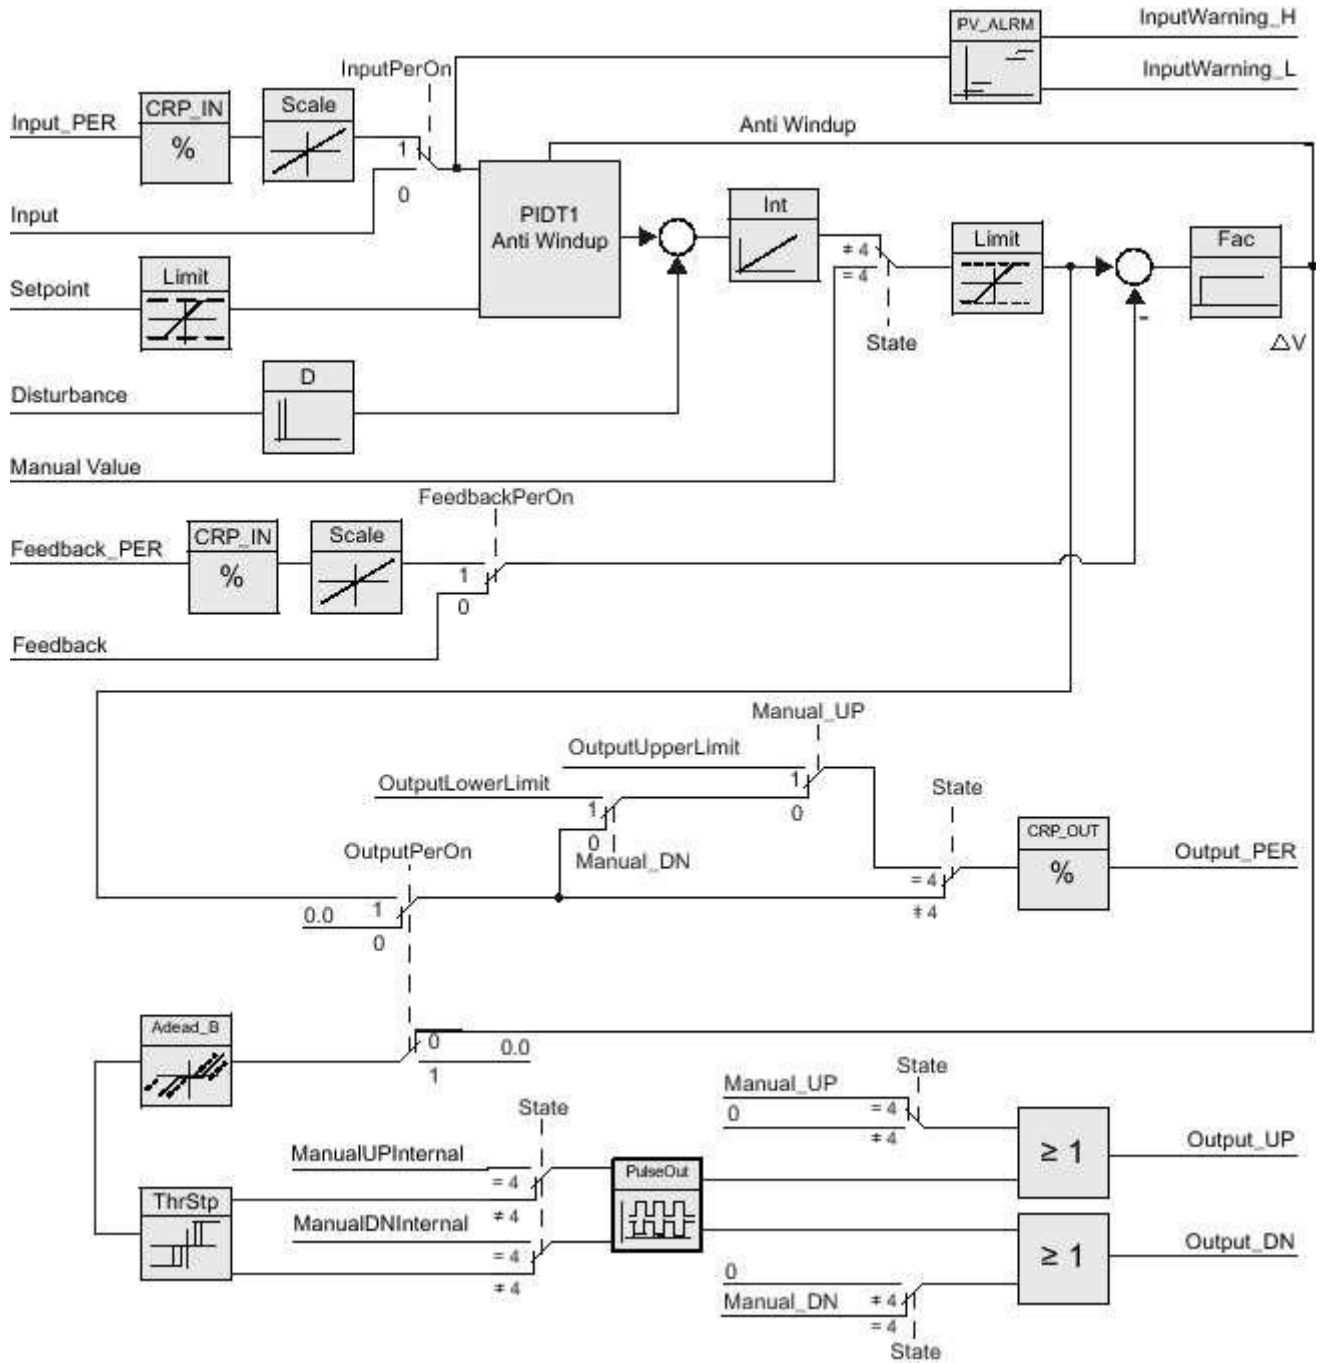 PV_ALRM
InputWarning_H
InputWarning_L
InputPerOn
Input_PER
CRP_IN
%
Scale
1
0
Anti Windup
Input
PIDT1
Anti Windup
Int
≠ 4
= 4
State
Limit
Fac
-
△V
Setpoint
Limit
Disturbance
D
Manual Value
FeedbackPerOn
Feedback_PER
CRP_IN
%
Scale
1
0
Feedback
Manual_UP
OutputUpperLimit
1
0
OutputLowerLimit
1
0
Manual_DN
State
= 4
≠ 4
CRP_OUT
%
Output_PER
OutputPerOn
0.0
1
0
Adead_B
0
0.0
1
State
Manual_UP
= 4
0
≠ 4
State
ManualUPInternal
= 4
≠ 4
ManualDNInternal
= 4
≠ 4
ThrStp
PulseOut
≥ 1
Output_UP
≥ 1
Output_DN
0
≠ 4
Manual_DN
= 4
State